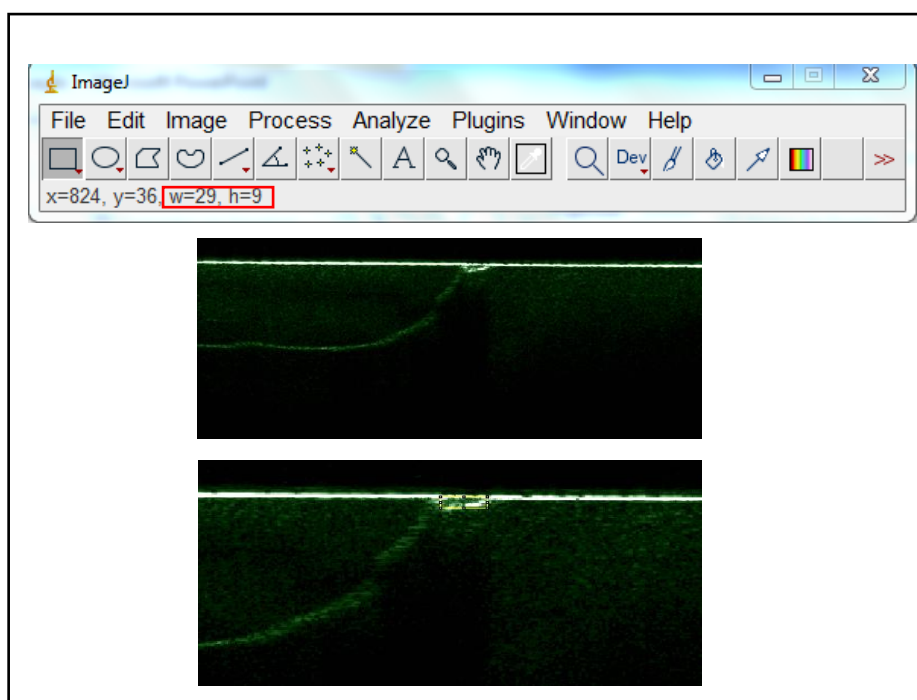 ImageJ
File Edit Image Process Analyze Plugins Window Help
A Dev >>
x=824, y=36, w=29, h=9